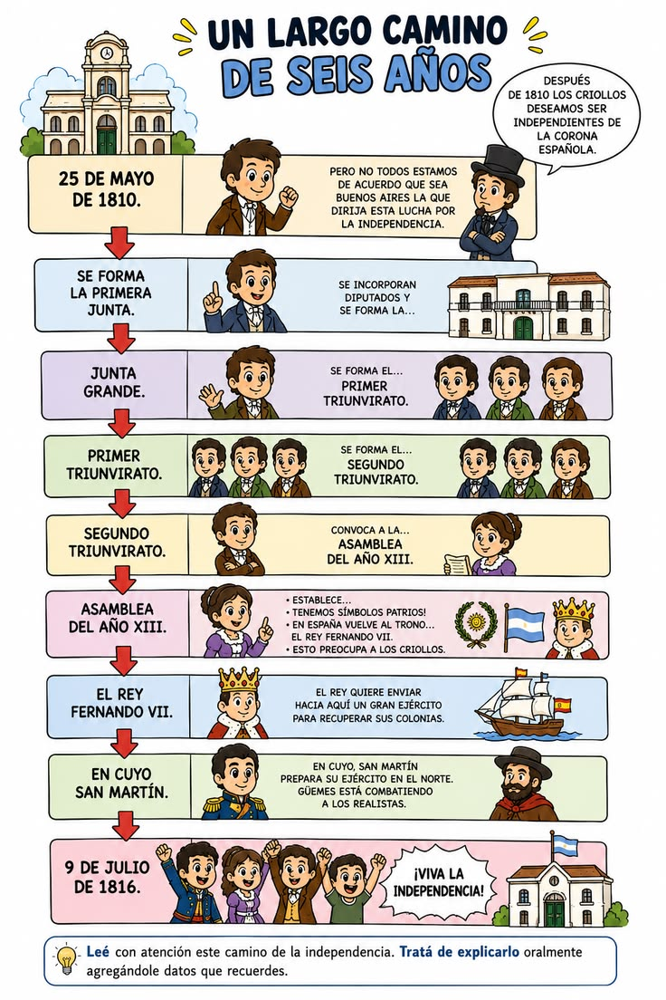 UN LARGO CAMINO
DE SEIS AÑOS
DESPUÉS
DE 1810 LOS CRIOLLOS
DESEAMOS SER
INDEPENDIENTES DE
LA CORONA
ESPAÑOLA.
25 DE MAYO
DE 1810.
PERO NO TODOS ESTAMOS
DE ACUERDO QUE SEA
BUENOS AIRES LA QUE
DIRIJA ESTA LUCHA POR
LA INDEPENDENCIA.
SE FORMA
LA PRIMERA
JUNTA.
SE INCORPORAN
DIPUTADOS Y
SE FORMA LA...
JUNTA
GRANDE.
SE FORMA EL...
PRIMER
TRIUNVIRATO.
PRIMER
TRIUNVIRATO.
SE FORMA EL...
SEGUNDO
TRIUNVIRATO.
SEGUNDO
TRIUNVIRATO.
CONVOCA A LA...
ASAMBLEA
DEL AÑO XIII.
ASAMBLEA
DEL AÑO XIII.
• ESTABLECE...
• TENEMOS SÍMBOLOS PATRIOS!
• EN ESPAÑA VUELVE AL TRONO...
EL REY FERNANDO VII.
• ESTO PREOCUPA A LOS CRIOLLOS.
EL REY
FERNANDO VII.
EL REY QUIERE ENVIAR
HACIA AQUÍ UN GRAN EJÉRCITO
PARA RECUPERAR SUS COLONIAS.
EN CUYO
SAN MARTÍN.
EN CUYO, SAN MARTÍN
PREPARA SU EJÉRCITO EN EL NORTE.
GÜEMES ESTÁ COMBATIENDO
A LOS REALISTAS.
9 DE JULIO
DE 1816.
¡VIVA LA
INDEPENDENCIA!
Leé con atención este camino de la independencia. Tratá de explicarlo oralmente
agregándole datos que recuerdes.